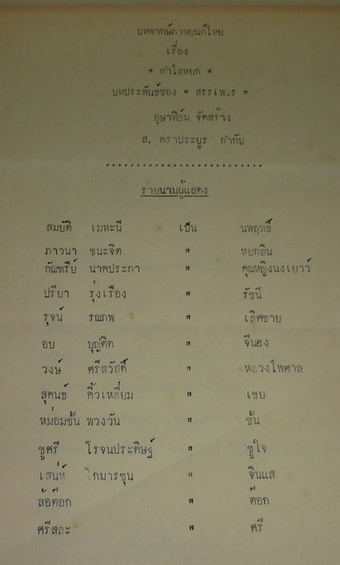 บทพากย์ภาพยนต์ไทย
เรื่อง
" กำไลหยก "
บทประพันธ์ของ "
อุษาฟิล์ม จัดสร้าง
ส. คราประยูร กำกับ
รายนามผู้แสดง
สมบัติ เมทะนี เป็น นพฤทธิ์
ภาวนา ชนะจิต " หยกสิน
กัณฑรีย์ นาคประภา " คุณหญิงนงเยาว์
ปรียา รุ่งเรือง " รัชนี
รุจน์ รณภพ " เลิศชาย
อบ บุญติด " จีนฮง
วงษ์ ศรีสวัสดิ์ " หลวงไพศาล
สุคนธ์ คิ้วเหลี่ยม " เชย
หม่อมชั้น พวงวัน " ชั้น
ชูศรี โรจนประดิษฐ์ " ชูใจ
เสน่ห์ โกมารชุน " จินแส
ล้อต๊อก " ต๊อก
ศรีสละ " ศรี